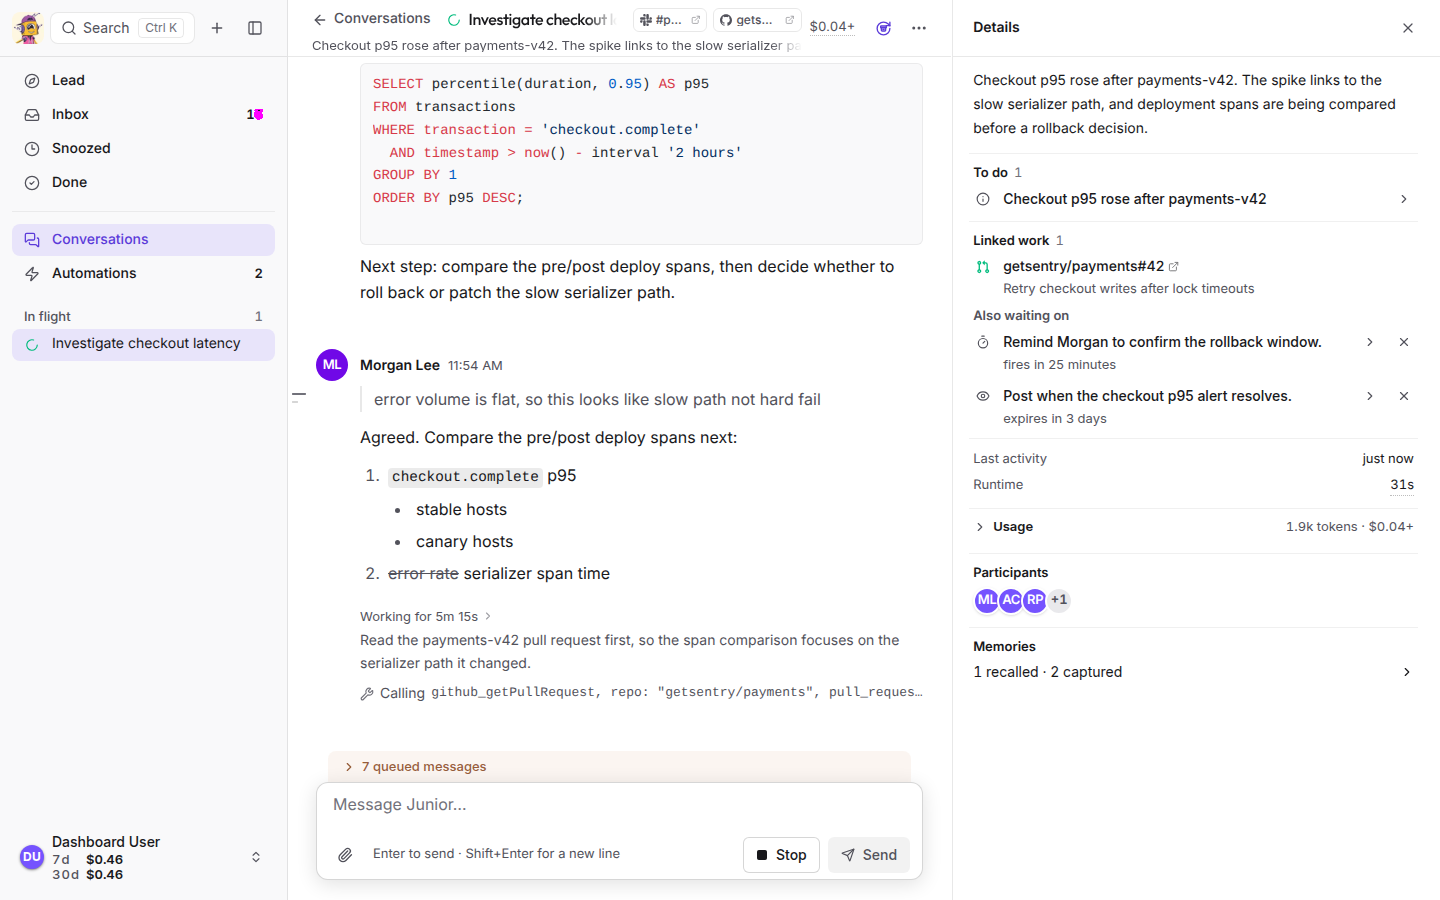 Search Ctrl K
Lead
Inbox
Snoozed
Done
Conversations
Automations 2
In flight 1
Investigate checkout latency
DU
Dashboard User
7d $0.46
30d $0.46
Conversations
Investigate checkout
#p...
gets...
$0.04+
Checkout p95 rose after payments-v42. The spike links to the slow serializer pa
SELECT percentile(duration, 0.95) AS p95
FROM transactions
WHERE transaction = 'checkout.complete'
AND timestamp > now() - interval '2 hours'
GROUP BY 1
ORDER BY p95 DESC;
Next step: compare the pre/post deploy spans, then decide whether to
roll back or patch the slow serializer path.
ML
Morgan Lee 11:54 AM
error volume is flat, so this looks like slow path not hard fail
Agreed. Compare the pre/post deploy spans next:
1. checkout.complete p95
• stable hosts
• canary hosts
2. error rate serializer span time
Working for 5m 15s
Read the payments-v42 pull request first, so the span comparison focuses on the
serializer path it changed.
Calling github_getPullRequest, repo: "getsentry/payments", pull_reques…
7 queued messages
Message Junior...
Enter to send · Shift+Enter for a new line
Stop
Send
Details
Checkout p95 rose after payments-v42. The spike links to the
slow serializer path, and deployment spans are being compared
before a rollback decision.
To do 1
Checkout p95 rose after payments-v42
Linked work 1
getsentry/payments#42
Retry checkout writes after lock timeouts
Also waiting on
Remind Morgan to confirm the rollback window.
fires in 25 minutes
Post when the checkout p95 alert resolves.
expires in 3 days
Last activity just now
Runtime 31s
Usage 1.9k tokens · $0.04+
Participants
ML AC RP +1
Memories
1 recalled · 2 captured